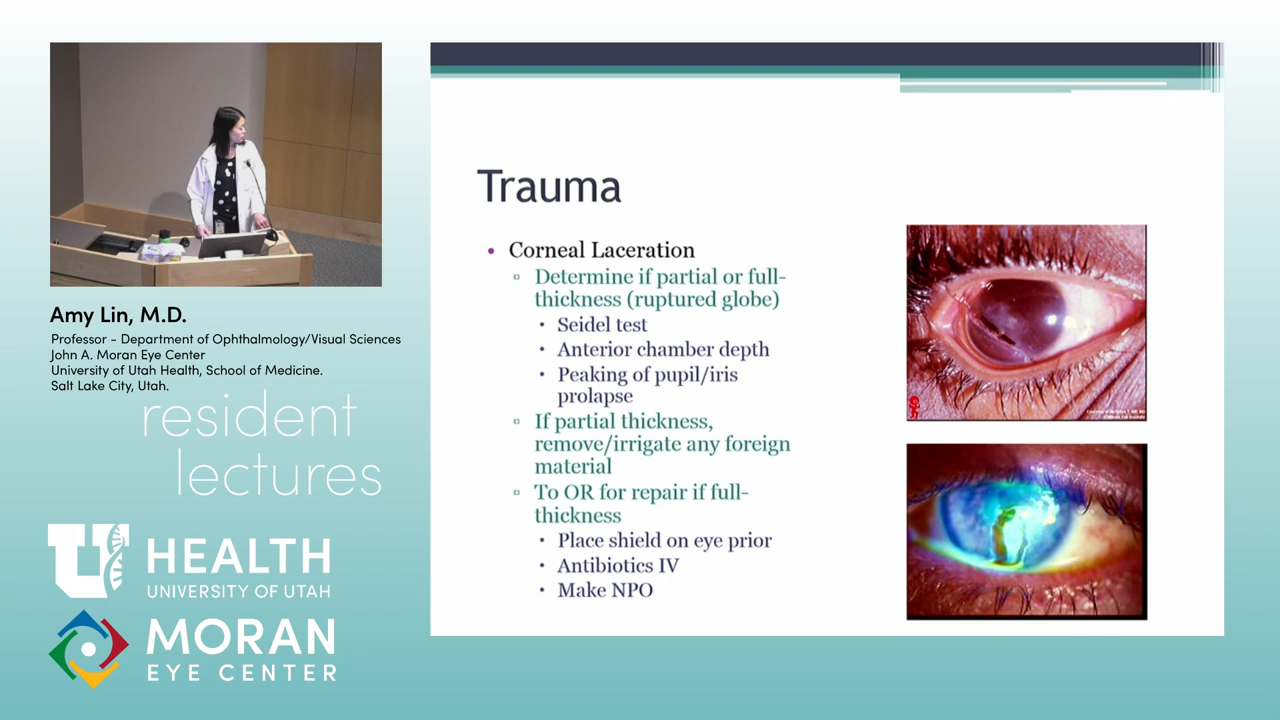 Amy Lin, M.D.
Professor - Department of Ophthalmology/Visual Sciences
John A. Moran Eye Center
University of Utah Health, School of Medicine.
Salt Lake City, Utah.
resident
lectures
U
HEALTH
UNIVERSITY OF UTAH
MORAN
EYE CENTER
Trauma
• Corneal Laceration
▫ Determine if partial or full-
thickness (ruptured globe)
• Seidel test
• Anterior chamber depth
• Peaking of pupil/iris
prolapse
▫ If partial thickness,
remove/irrigate any foreign
material
▫ To OR for repair if full-
thickness
• Place shield on eye prior
• Antibiotics IV
• Make NPO